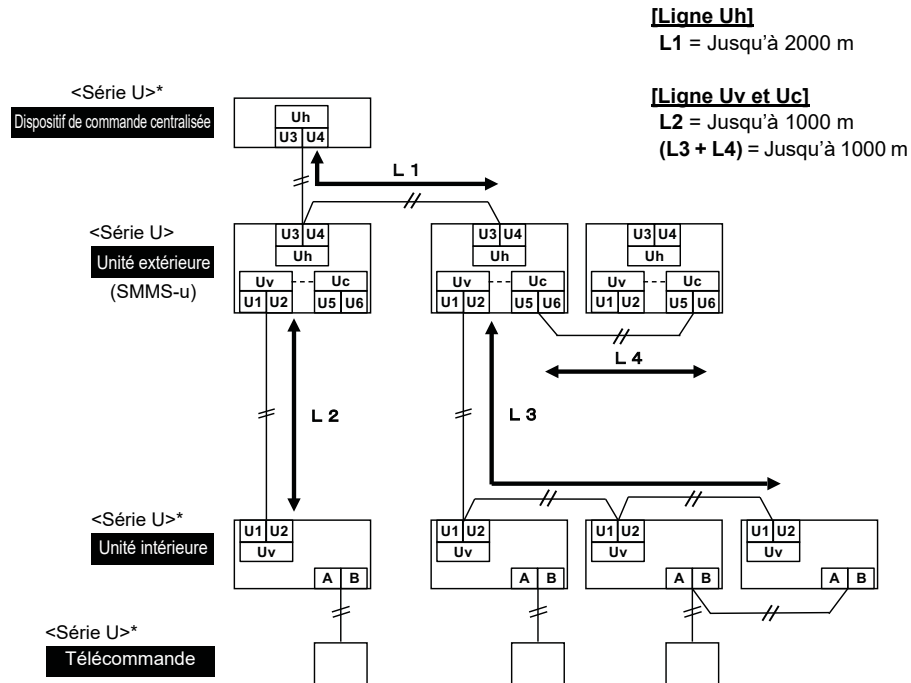 [Ligne Uh]
L1 = Jusqu'à 2000 m
[Ligne Uv et Uc]
L2 = Jusqu'à 1000 m
(L3 + L4) = Jusqu'à 1000 m
<Série U>*
Dispositif de commande centralisée
Uh
U3 U4
L 1
<Série U>
Unité extérieure
(SMMS-u)
U3 U4
Uh
Uv Uc
U1 U2 U5 U6
U3 U4
Uh
Uv Uc
U1 U2 U5 U6
U3 U4
Uh
Uv Uc
U1 U2 U5 U6
L 4
L 2
L 3
<Série U>*
Unité intérieure
U1 U2
Uv
A B
U1 U2
Uv
A B
U1 U2
Uv
A B
U1 U2
Uv
A B
<Série U>*
Télécommande